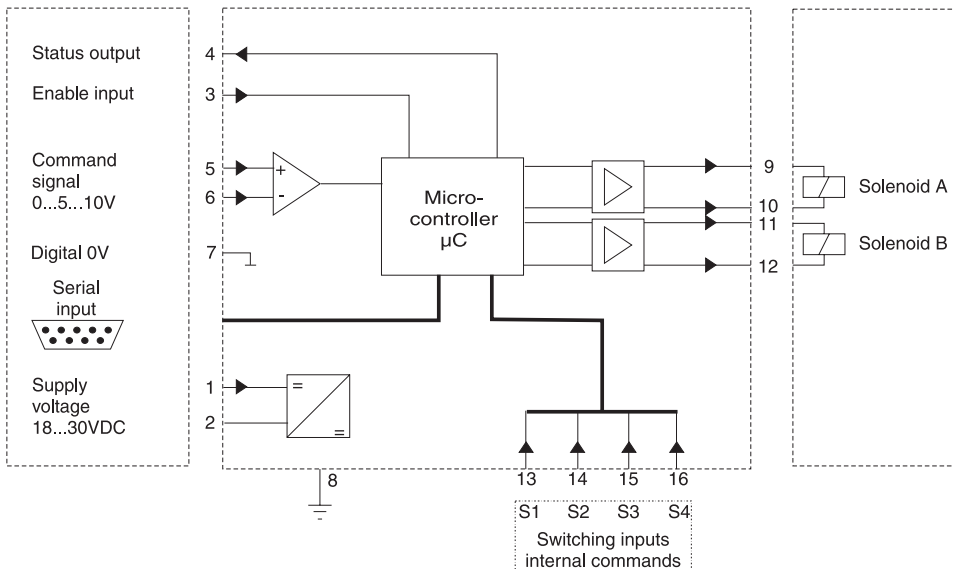 Status output
4
Enable input
3
Command
signal
0...5...10V
5
6
+
-
Digital 0V
7
Serial
input
Supply
voltage
18...30VDC
1
2
=
=
8
Micro-
controller
µC
9
10
11
12
Solenoid A
Solenoid B
13 14 15 16
S1 S2 S3 S4
Switching inputs
internal commands